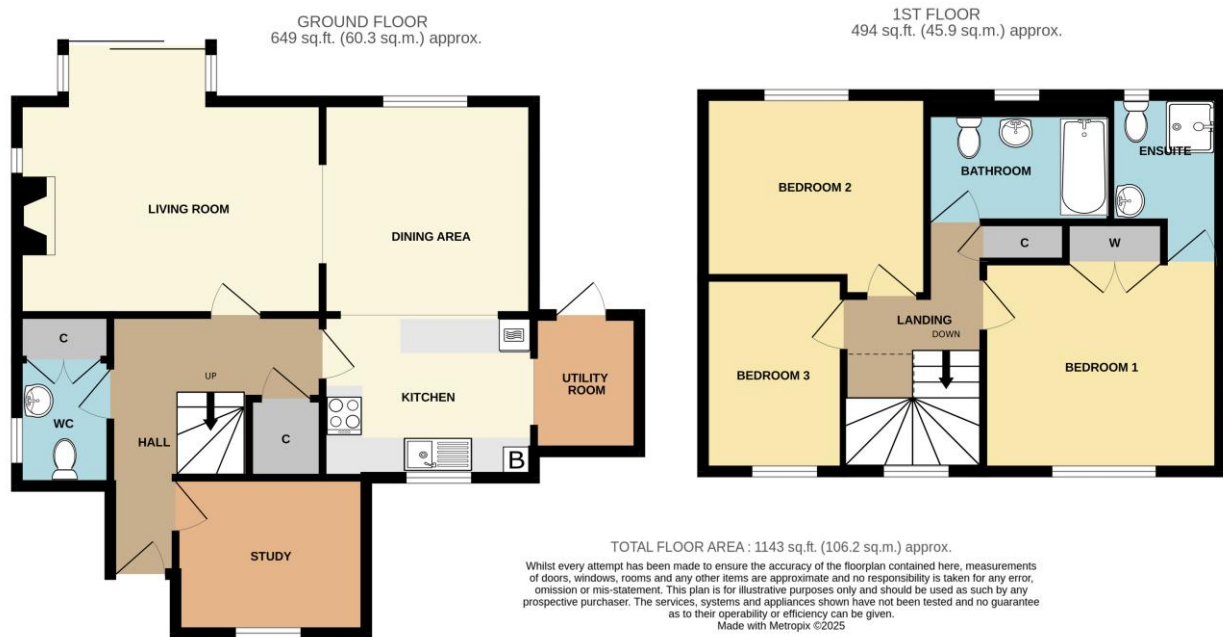 GROUND FLOOR
649 sq.ft. (60.3 sq.m.) approx.
LIVING ROOM
DINING AREA
C
UP
WC
HALL
C
KITCHEN
UTILITY
ROOM
B
STUDY
1ST FLOOR
494 sq.ft. (45.9 sq.m.) approx.
BEDROOM 2
BATHROOM
ENSUITE
C
W
LANDING
DOWN
BEDROOM 3
BEDROOM 1
TOTAL FLOOR AREA : 1143 sq.ft. (106.2 sq.m.) approx.
Whilst every attempt has been made to ensure the accuracy of the floorplan contained here, measurements
of doors, windows, rooms and any other items are approximate and no responsibility is taken for any error,
omission or mis-statement. This plan is for illustrative purposes only and should be used as such by any
prospective purchaser. The services, systems and appliances shown have not been tested and no guarantee
as to their operability or efficiency can be given.
Made with Metropix ©2025